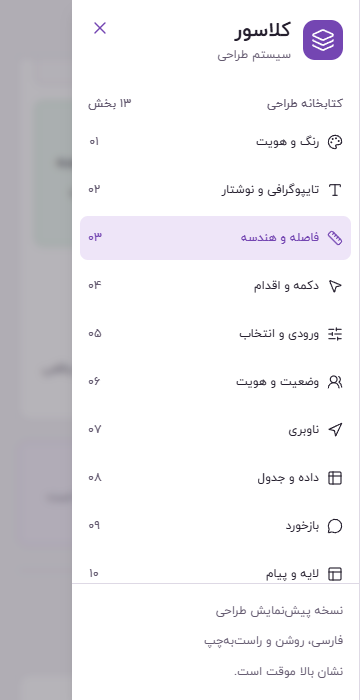 کلاسور
سیستم طراحی
کتابخانه طراحی ۱۳ بخش
رنگ و هویت ۰۱
تایپوگرافی و نوشتار ۰۲
فاصله و هندسه ۰۳
دکمه و اقدام ۰۴
ورودی و انتخاب ۰۵
وضعیت و هویت ۰۶
ناوبری ۰۷
داده و جدول ۰۸
بازخورد ۰۹
لایه و پیام ۱۰
نسخه پیش‌نمایش طراحی
فارسی، روشن و راست‌به‌چپ
نشان بالا موقت است.